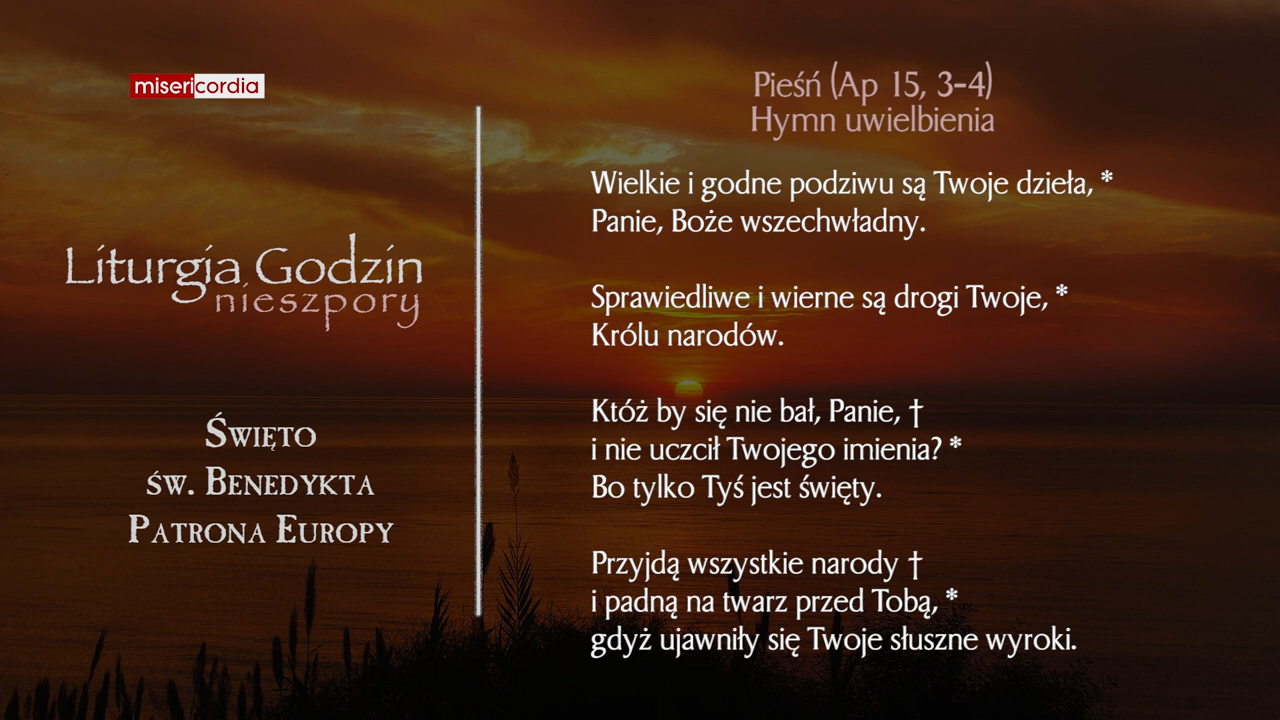 misericordia
Liturgia Godzin
nieszpory
Święto
św. Benedykta
Patrona Europy
Pieśń (Ap 15, 3-4)
Hymn uwielbienia
Wielkie i godne podziwu są Twoje dzieła, *
Panie, Boże wszechwładny.
Sprawiedliwe i wierne są drogi Twoje, *
Królu narodów.
Któż by się nie bał, Panie, †
i nie uczcił Twojego imienia? *
Bo tylko Tyś jest święty.
Przyjdą wszystkie narody †
i padną na twarz przed Tobą, *
gdyż ujawniły się Twoje słuszne wyroki.